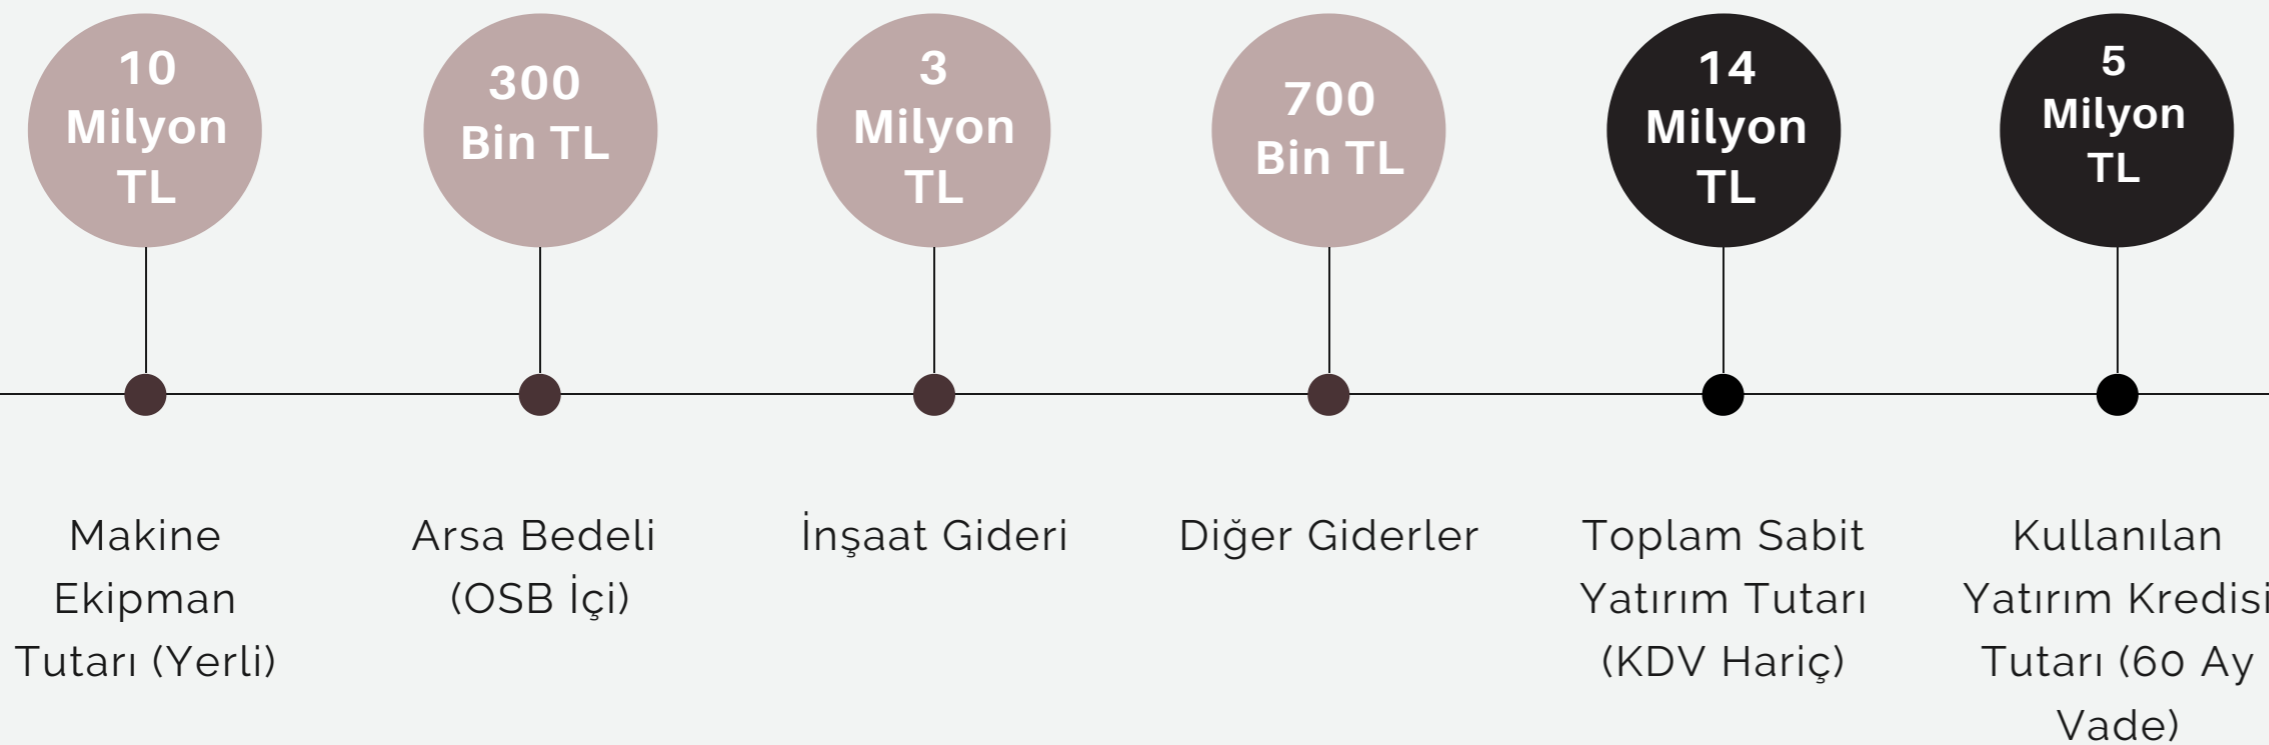 10
Milyon
TL
300
Bin TL
3
Milyon
TL
700
Bin TL
14
Milyon
TL
5
Milyon
TL
Makine
Ekipman
Tutarı (Yerli)
Arsa Bedeli
(OSB İçi)
İnşaat Gideri
Diğer Giderler
Toplam Sabit
Yatırım Tutarı
(KDV Hariç)
Kullanılan
Yatırım Kredisi
Tutarı (60 Ay
Vade)